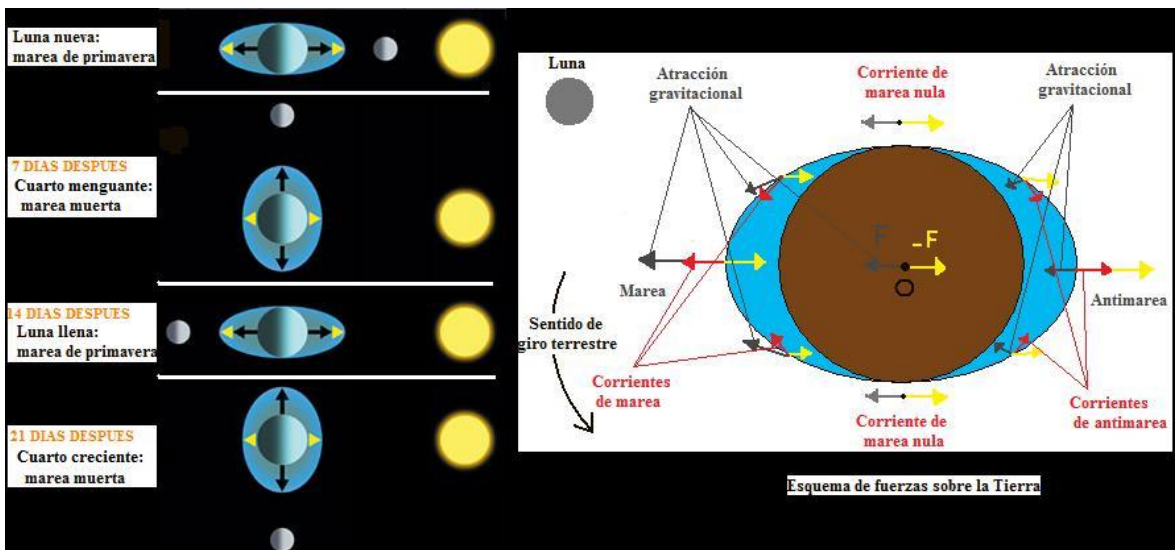 Luna nueva:
marea de primavera
7 DIAS DESPUES
Cuarto menguante:
marea muerta
14 DIAS DESPUES
Luna llena:
marea de primavera
21 DIAS DESPUES
Cuarto creciente:
marea muerta
Luna
Atracción
gravitacional
Corriente de
marea nula
Atracción
gravitacional
F
-F
O
Marea
Antimarea
Sentido de
giro terrestre
Corrientes
de marea
Corriente de
marea nula
Corrientes
de antimarea
Esquema de fuerzas sobre la Tierra